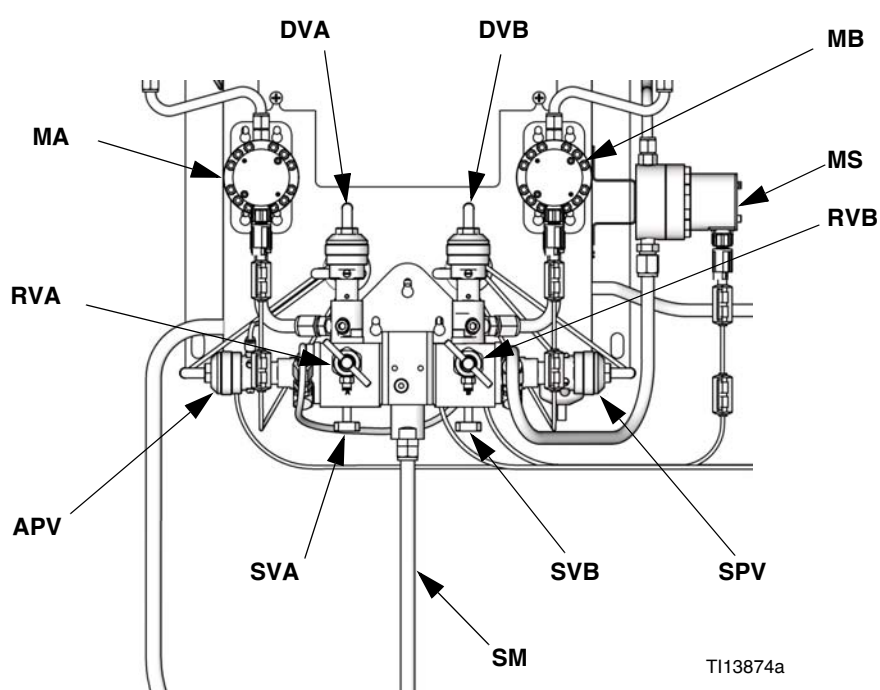 DVA
DVB
MB
MA
MS
RVB
RVA
APV
SVA
SVB
SPV
SM
TI13874a